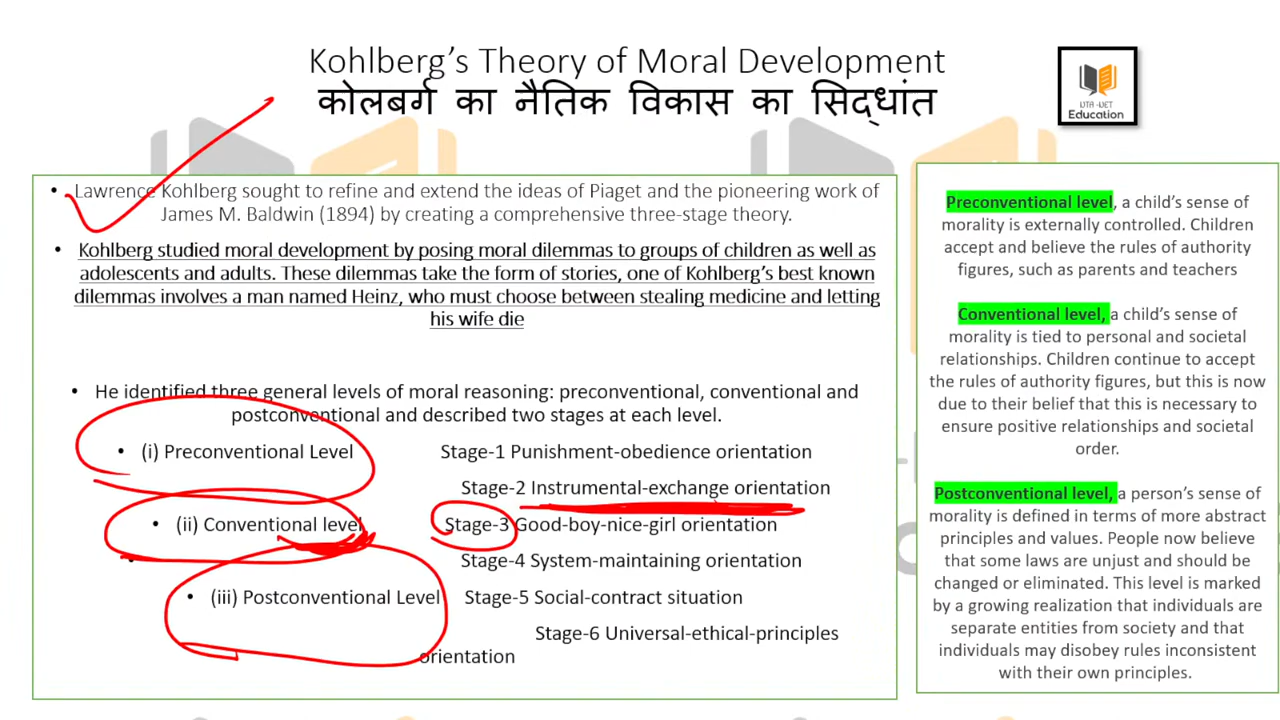 Kohlberg's Theory of Moral Development
कोलबर्ग का नैतिक विकास का सिद्धांत
Education
• Lawrence Kohlberg sought to refine and extend the ideas of Piaget and the pioneering work of
James M. Baldwin (1894) by creating a comprehensive three-stage theory.
• Kohlberg studied moral development by posing moral dilemmas to groups of children as well as
adolescents and adults. These dilemmas take the form of stories, one of Kohlberg's best known
dilemmas involves a man named Heinz, who must choose between stealing medicine and letting
his wife die
• He identified three general levels of moral reasoning: preconventional, conventional and
postconventional and described two stages at each level.
• (i) Preconventional Level Stage-1 Punishment-obedience orientation
Stage-2 Instrumental-exchange orientation
• (ii) Conventional level Stage-3 Good-boy-nice-girl orientation
• Stage-4 System-maintaining orientation
• (iii) Postconventional Level Stage-5 Social-contract situation
Stage-6 Universal-ethical-principles
orientation
Preconventional level, a child's sense of
morality is externally controlled. Children
accept and believe the rules of authority
figures, such as parents and teachers
Conventional level, a child's sense of
morality is tied to personal and societal
relationships. Children continue to accept
the rules of authority figures, but this is now
due to their belief that this is necessary to
ensure positive relationships and societal
order.
Postconventional level, a person's sense of
morality is defined in terms of more abstract
principles and values. People now believe
that some laws are unjust and should be
changed or eliminated. This level is marked
by a growing realization that individuals are
separate entities from society and that
individuals may disobey rules inconsistent
with their own principles.